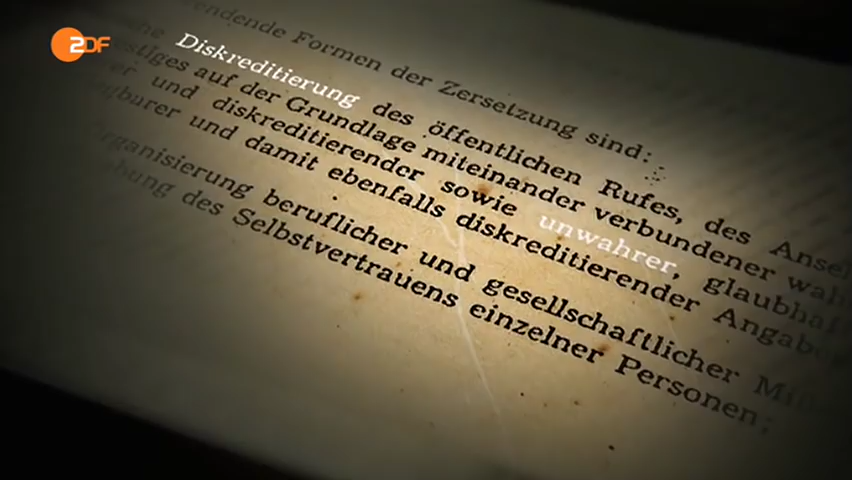 ZDF
Formen der Zersetzung sind:
Diskreditierung des öffentlichen Rufes, des
auf der Grundlage miteinander verbundener
und diskreditierender sowie unwahrer,
und damit ebenfalls diskreditierender
beruflicher und gesellschaftlicher
des Selbstvertrauens einzelner Personen;